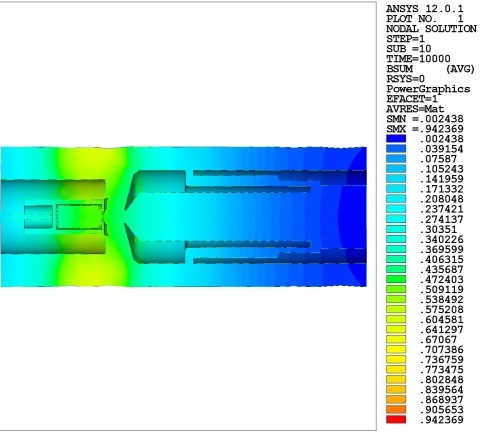 ANSYS 12.0.1
PLOT NO. 1
NODAL SOLUTION
STEP=1
SUB =10
TIME=10000
BSUM (AVG)
RSYS=0
PowerGraphics
EFACET=1
AVRES=Mat
SMN =.002438
SMX =.942369
.002438
.039154
.07587
.105243
.141959
.171332
.208048
.237421
.274137
.30351
.340226
.369599
.406315
.435687
.472403
.509119
.538492
.575208
.604581
.641297
.67067
.707386
.736759
.773475
.802848
.839564
.868937
.905653
.942369